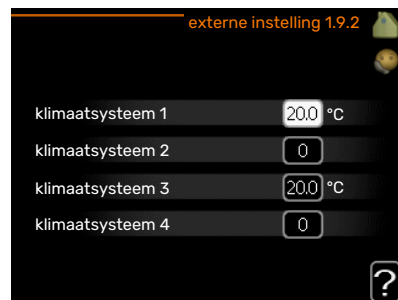 externe instelling 1.9.2
klimaatsysteem 1 20.0 °C
klimaatsysteem 2 0
klimaatsysteem 3 20.0 °C
klimaatsysteem 4 0
?